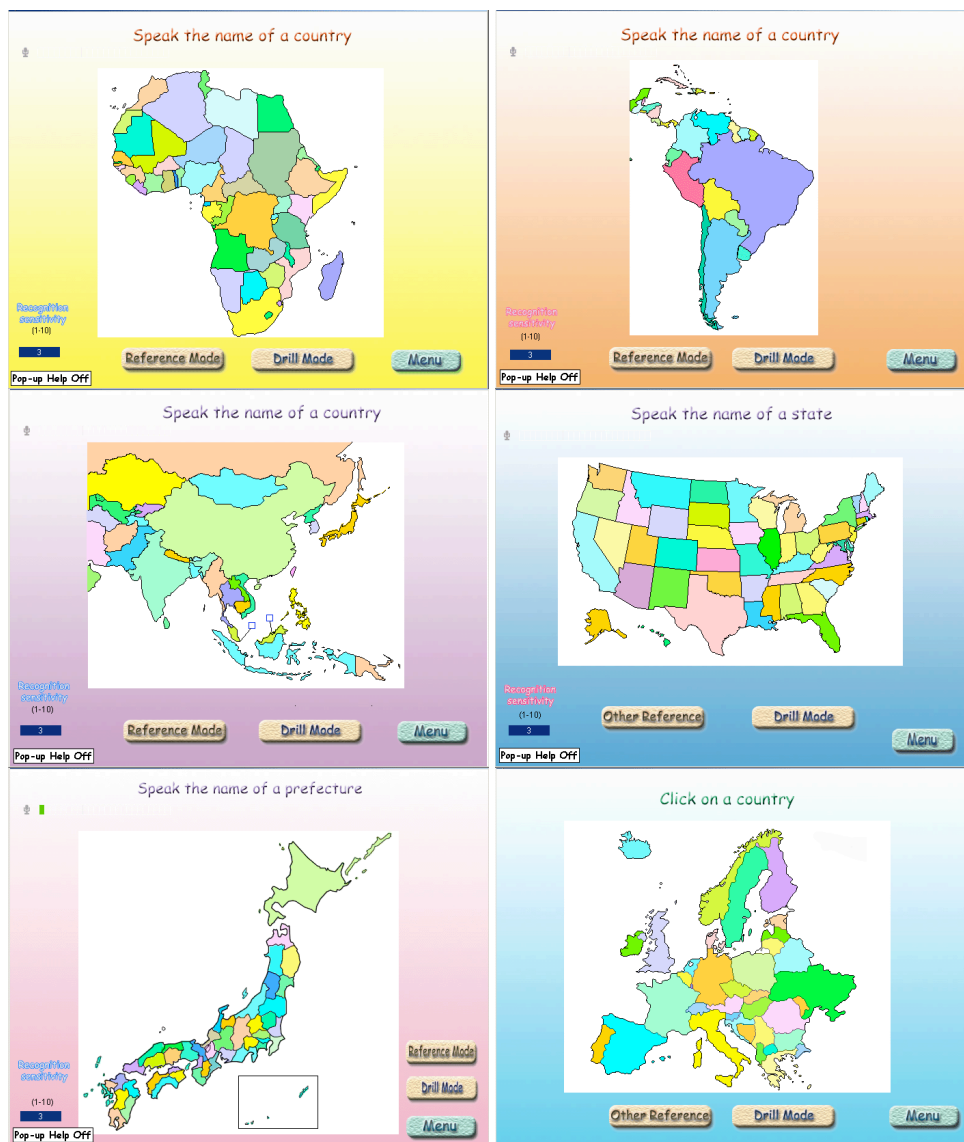 Speak the name of a country
Recognition
sensitivity
(1-10)
3
Reference Mode
Drill Mode
Menu
Pop-up Help Off
Speak the name of a country
Recognition
sensitivity
(1-10)
3
Reference Mode
Drill Mode
Menu
Pop-up Help Off
Speak the name of a country
Recognition
sensitivity
(1-10)
3
Reference Mode
Drill Mode
Menu
Pop-up Help Off
Speak the name of a state
Recognition
sensitivity
(1-10)
3
Other Reference
Drill Mode
Menu
Pop-up Help Off
Speak the name of a prefecture
Reference Mode
Drill Mode
Menu
Recognition
sensitivity
(1-10)
3
Pop-up Help Off
Click on a country
Other Reference
Drill Mode
Menu